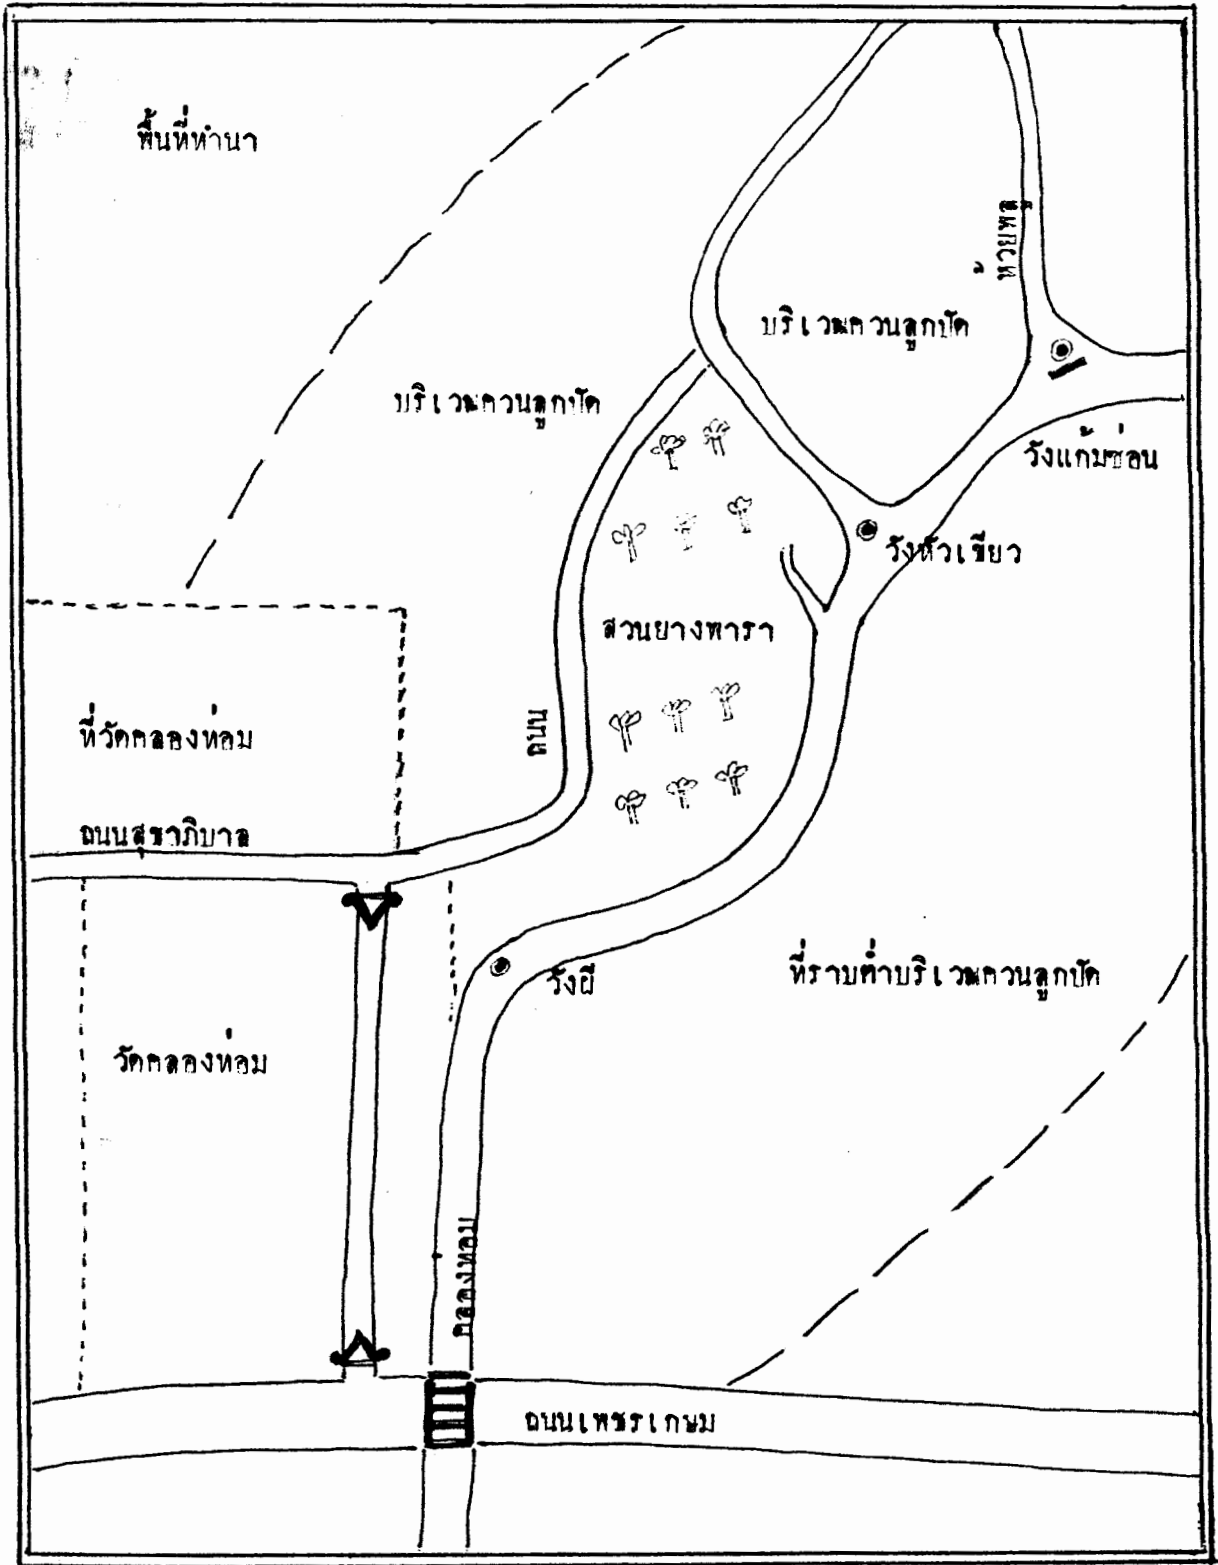 พื้นที่ทำนา
ห้วยพลู
บริเวณควนลูกปัด
บริเวณควนลูกปัด
วังแก้มช่อน
วังหัวเขียว
สวนยางพารา
ถนน
ที่วัดคลองท่อม
ถนนสุขาภิบาล
วังผี
ที่ราบต่ำบริเวณควนลูกปัด
วัดคลองท่อม
คลองท่อม
ถนนเพชรเกษม